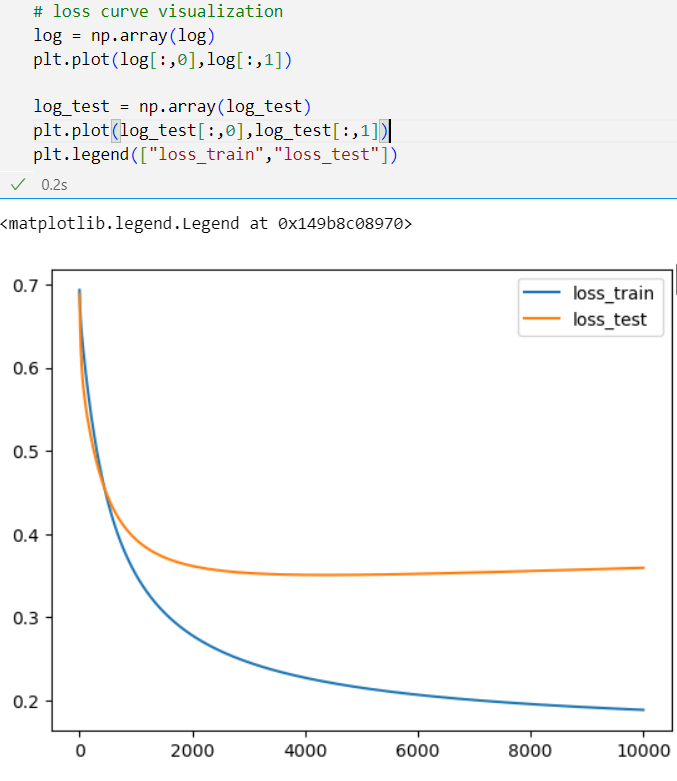 # loss curve visualization
log = np.array(log)
plt.plot(log[:,0],log[:,1])
log_test = np.array(log_test)
plt.plot(log_test[:,0],log_test[:,1])
plt.legend(["loss_train","loss_test"])
0.2s
<matplotlib.legend.Legend at 0x149b8c08970>
loss_train
loss_test
0.7
0.6
0.5
0.4
0.3
0.2
0 2000 4000 6000 8000 10000